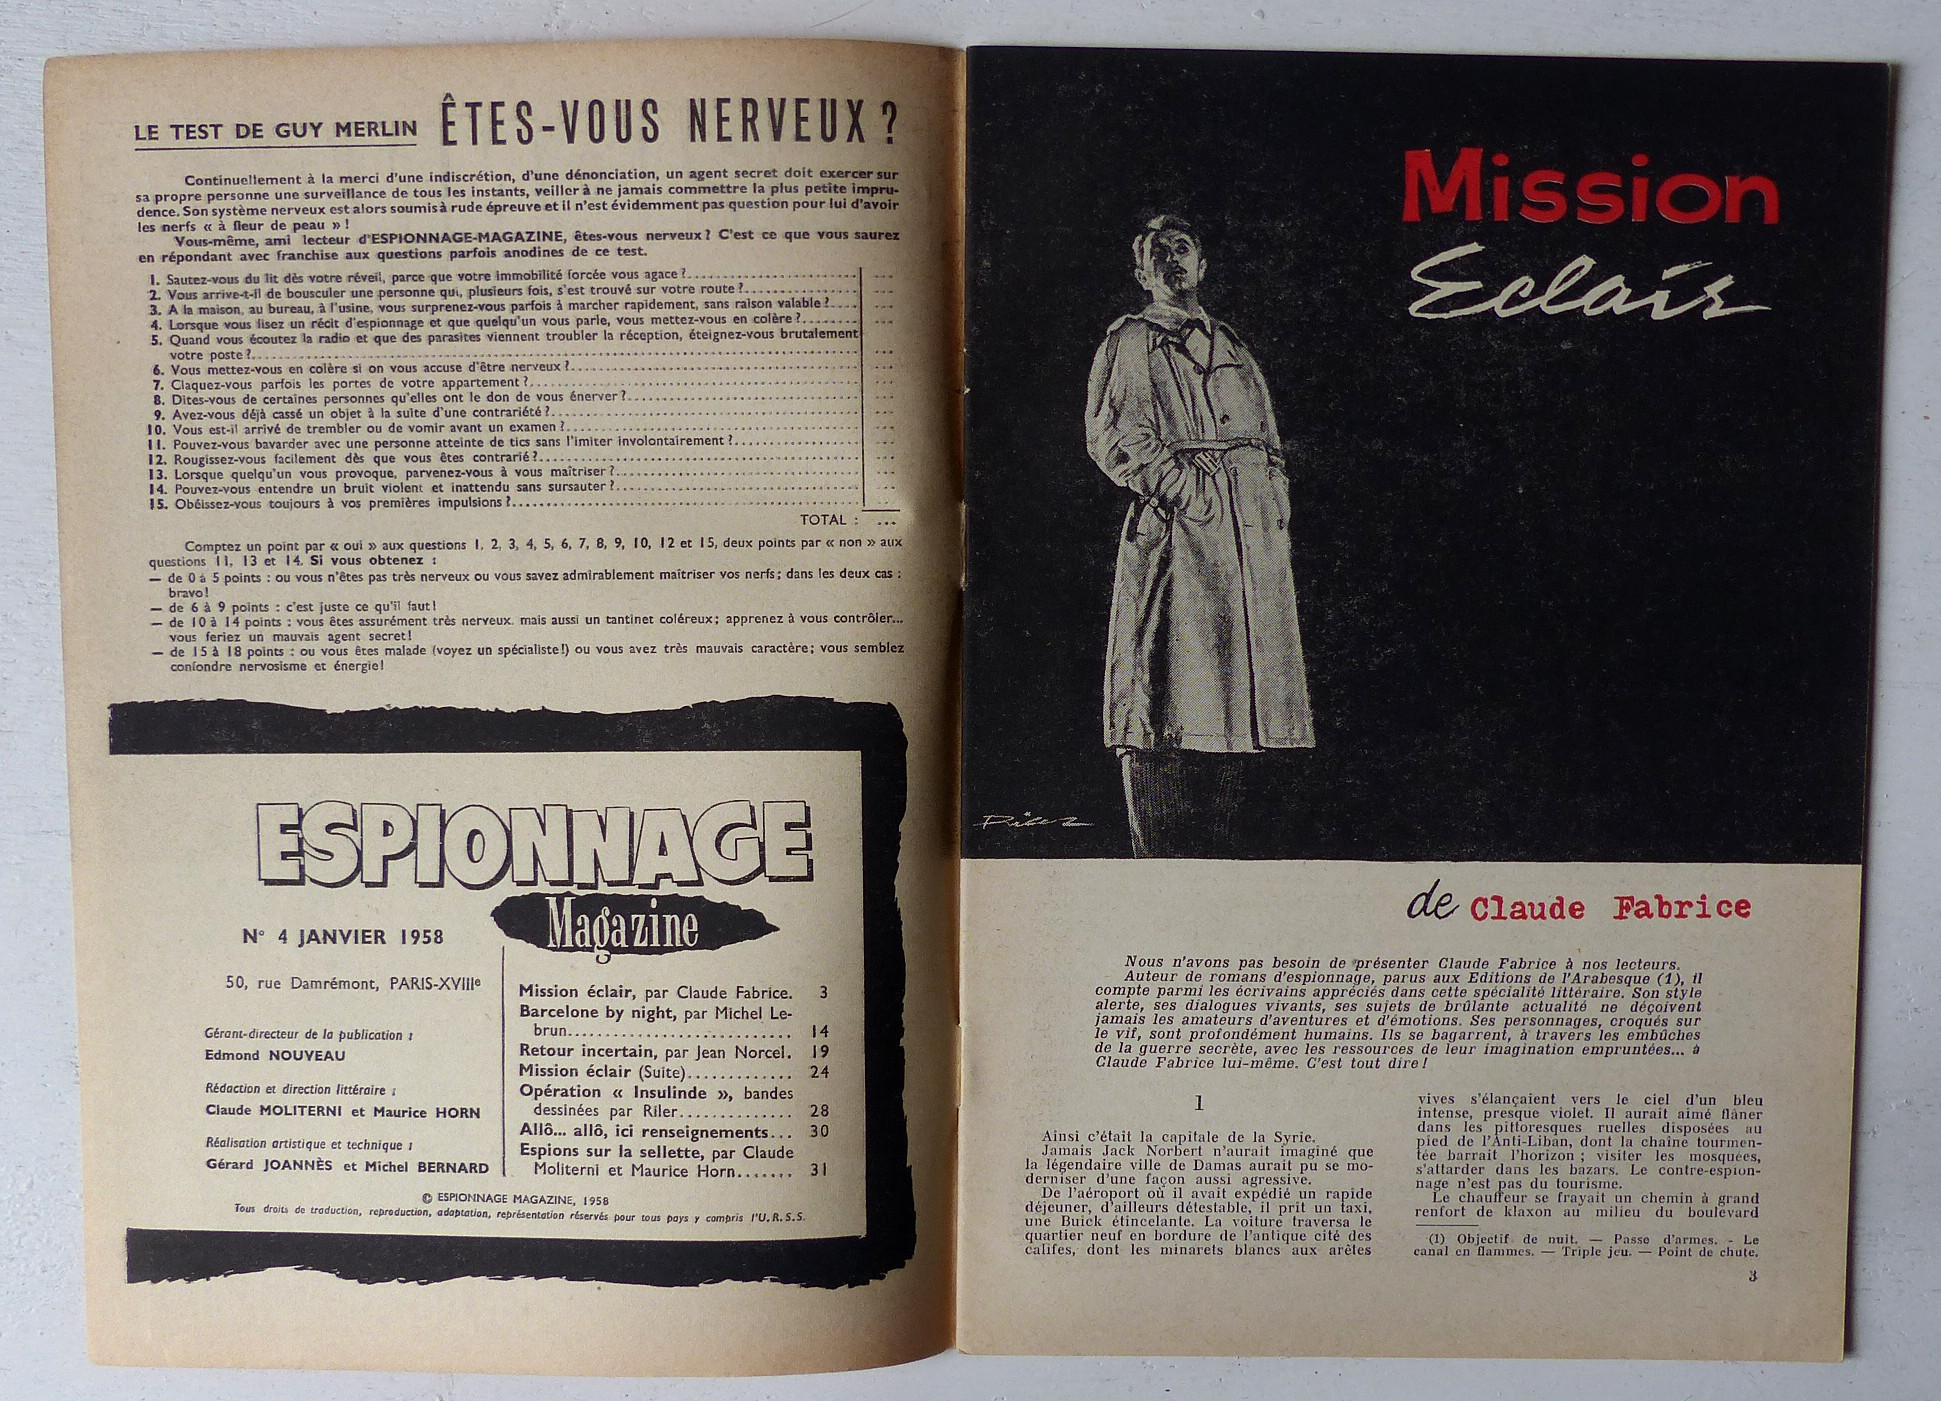 LE TEST DE GUY MERLIN ÊTES-VOUS NERVEUX ?
Continuellement à la merci d'une indiscrétion, d'une dénonciation, un agent secret doit exercer sur
sa propre personne une surveillance de tous les instants, veiller à ne jamais commettre la plus petite impru-
dence. Son système nerveux est alors soumis à rude épreuve et il n'est évidemment pas question pour lui d'avoir
les nerfs « à fleur de peau » !
Vous-même, ami lecteur d'ESPIONNAGE-MAGAZINE, êtes-vous nerveux ? C'est ce que vous saurez
en répondant avec franchise aux questions parfois anodines de ce test.
1. Sautez-vous du lit dès votre réveil, parce que votre immobilité forcée vous agace ?
2. Vous arrive-t-il de bousculer une personne qui, plusieurs fois, s'est trouvé sur votre route ?
3. A la maison, au bureau, à l'usine, vous surprenez-vous parfois à marcher rapidement, sans raison valable ?
4. Lorsque vous lisez un récit d'espionnage et que quelqu'un vous parle, vous mettez-vous en colère ?
5. Quand vous écoutez la radio et que des parasites viennent troubler la réception, éteignez-vous brutalement
votre poste ?
6. Vous mettez-vous en colère si on vous accuse d'être nerveux ?
7. Claquez-vous parfois les portes de votre appartement ?
8. Dites-vous de certaines personnes qu'elles ont le don de vous énerver ?
9. Avez-vous déjà cassé un objet à la suite d'une contrariété ?
10. Vous est-il arrivé de trembler ou de vomir avant un examen ?
11. Pouvez-vous bavarder avec une personne atteinte de tics sans l'imiter involontairement ?
12. Rougissez-vous facilement dès que vous êtes contrarié ?
13. Lorsque quelqu'un vous provoque, parvenez-vous à vous maîtriser ?
14. Pouvez-vous entendre un bruit violent et inattendu sans sursauter ?
15. Obéissez-vous toujours à vos premières impulsions ?
TOTAL : ...
Comptez un point par « oui » aux questions 1, 2, 3, 4, 5, 6, 7, 8, 9, 10, 12 et 15, deux points par « non » aux
questions 11, 13 et 14. Si vous obtenez :
— de 0 à 5 points : ou vous n'êtes pas très nerveux ou vous savez admirablement maîtriser vos nerfs ; dans les deux cas :
bravo !
— de 6 à 9 points : c'est juste ce qu'il faut !
— de 10 à 14 points : vous êtes assurément très nerveux. mais aussi un tantinet coléreux ; apprenez à vous contrôler...
vous feriez un mauvais agent secret !
— de 15 à 18 points : ou vous êtes malade (voyez un spécialiste !) ou vous avez très mauvais caractère ; vous semblez
confondre nervosisme et énergie !
ESPIONNAGE
Magazine
N° 4 JANVIER 1958
50, rue Damrémont, PARIS-XVIIIe
Gérant-directeur de la publication :
Edmond NOUVEAU
Rédaction et direction littéraire :
Claude MOLITERNI et Maurice HORN
Réalisation artistique et technique :
Gérard JOANNÈS et Michel BERNARD
Mission éclair, par Claude Fabrice. 3
Barcelone by night, par Michel Le-
brun 14
Retour incertain, par Jean Norcel. 19
Mission éclair (Suite) 24
Opération « Insulinde », bandes
dessinées par Riler 28
Allô... allô, ici renseignements... 30
Espions sur la sellette, par Claude
Moliterni et Maurice Horn 31
© ESPIONNAGE MAGAZINE, 1958
Tous droits de traduction, reproduction, adaptation, représentation réservés pour tous pays y compris l'U.R.S.S.
Mission
Eclair
Riler
de Claude Fabrice
Nous n'avons pas besoin de présenter Claude Fabrice à nos lecteurs.
Auteur de romans d'espionnage, parus aux Editions de l'Arabesque (1), il
compte parmi les écrivains appréciés dans cette spécialité littéraire. Son style
alerte, ses dialogues vivants, ses sujets de brûlante actualité ne déçoivent
jamais les amateurs d'aventures et d'émotions. Ses personnages, croqués sur
le vif, sont profondément humains. Ils se bagarrent, à travers les embûches
de la guerre secrète, avec les ressources de leur imagination empruntées... à
Claude Fabrice lui-même. C'est tout dire !
1
Ainsi c'était la capitale de la Syrie.
Jamais Jack Norbert n'aurait imaginé que
la légendaire ville de Damas aurait pu se mo-
derniser d'une façon aussi agressive.
De l'aéroport où il avait expédié un rapide
déjeuner, d'ailleurs détestable, il prit un taxi,
une Buick étincelante. La voiture traversa le
quartier neuf en bordure de l'antique cité des
califes, dont les minarets blancs aux arêtes
vives s'élançaient vers le ciel d'un bleu
intense, presque violet. Il aurait aimé flâner
dans les pittoresques ruelles disposées au
pied de l'Anti-Liban, dont la chaîne tourmen-
tée barrait l'horizon ; visiter les mosquées,
s'attarder dans les bazars. Le contre-espion-
nage n'est pas du tourisme.
Le chauffeur se frayait un chemin à grand
renfort de klaxon au milieu du boulevard
(1) Objectif de nuit. — Passe d'armes. - Le
canal en flammes. — Triple jeu. — Point de chute.
3